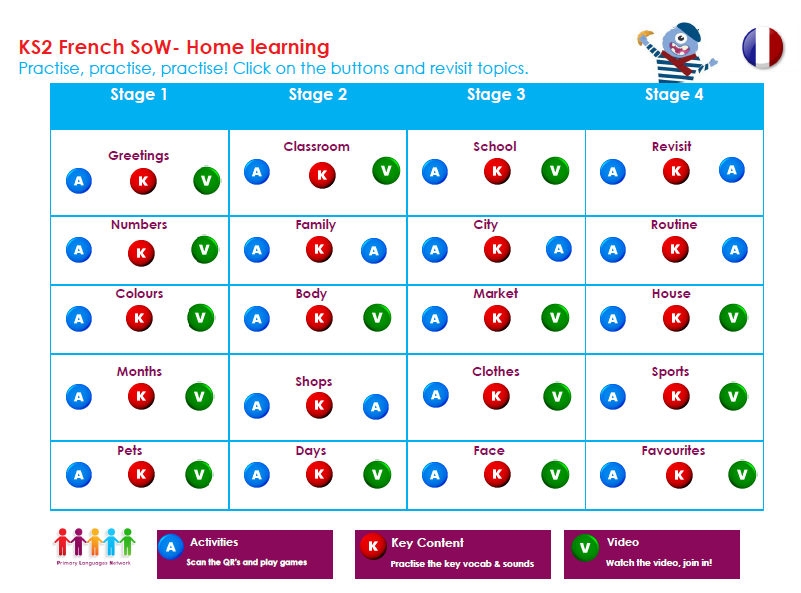 KS2 French SoW- Home learning
Practise, practise, practise! Click on the buttons and revisit topics.
Stage 1 Stage 2 Stage 3 Stage 4
Greetings Classroom School Revisit
A K V A K V A K V A K A
Numbers Family City Routine
A K V A K A A K A A K A
Colours Body Market House
A K V A K V A K V A K V
Months Shops Clothes Sports
A K V A K A A K V A K V
Pets Days Face Favourites
A K V A K V A K V A K V
Primary Languages Network
A Activities
Scan the QR's and play games
K Key Content
Practise the key vocab & sounds
V Video
Watch the video, join in!